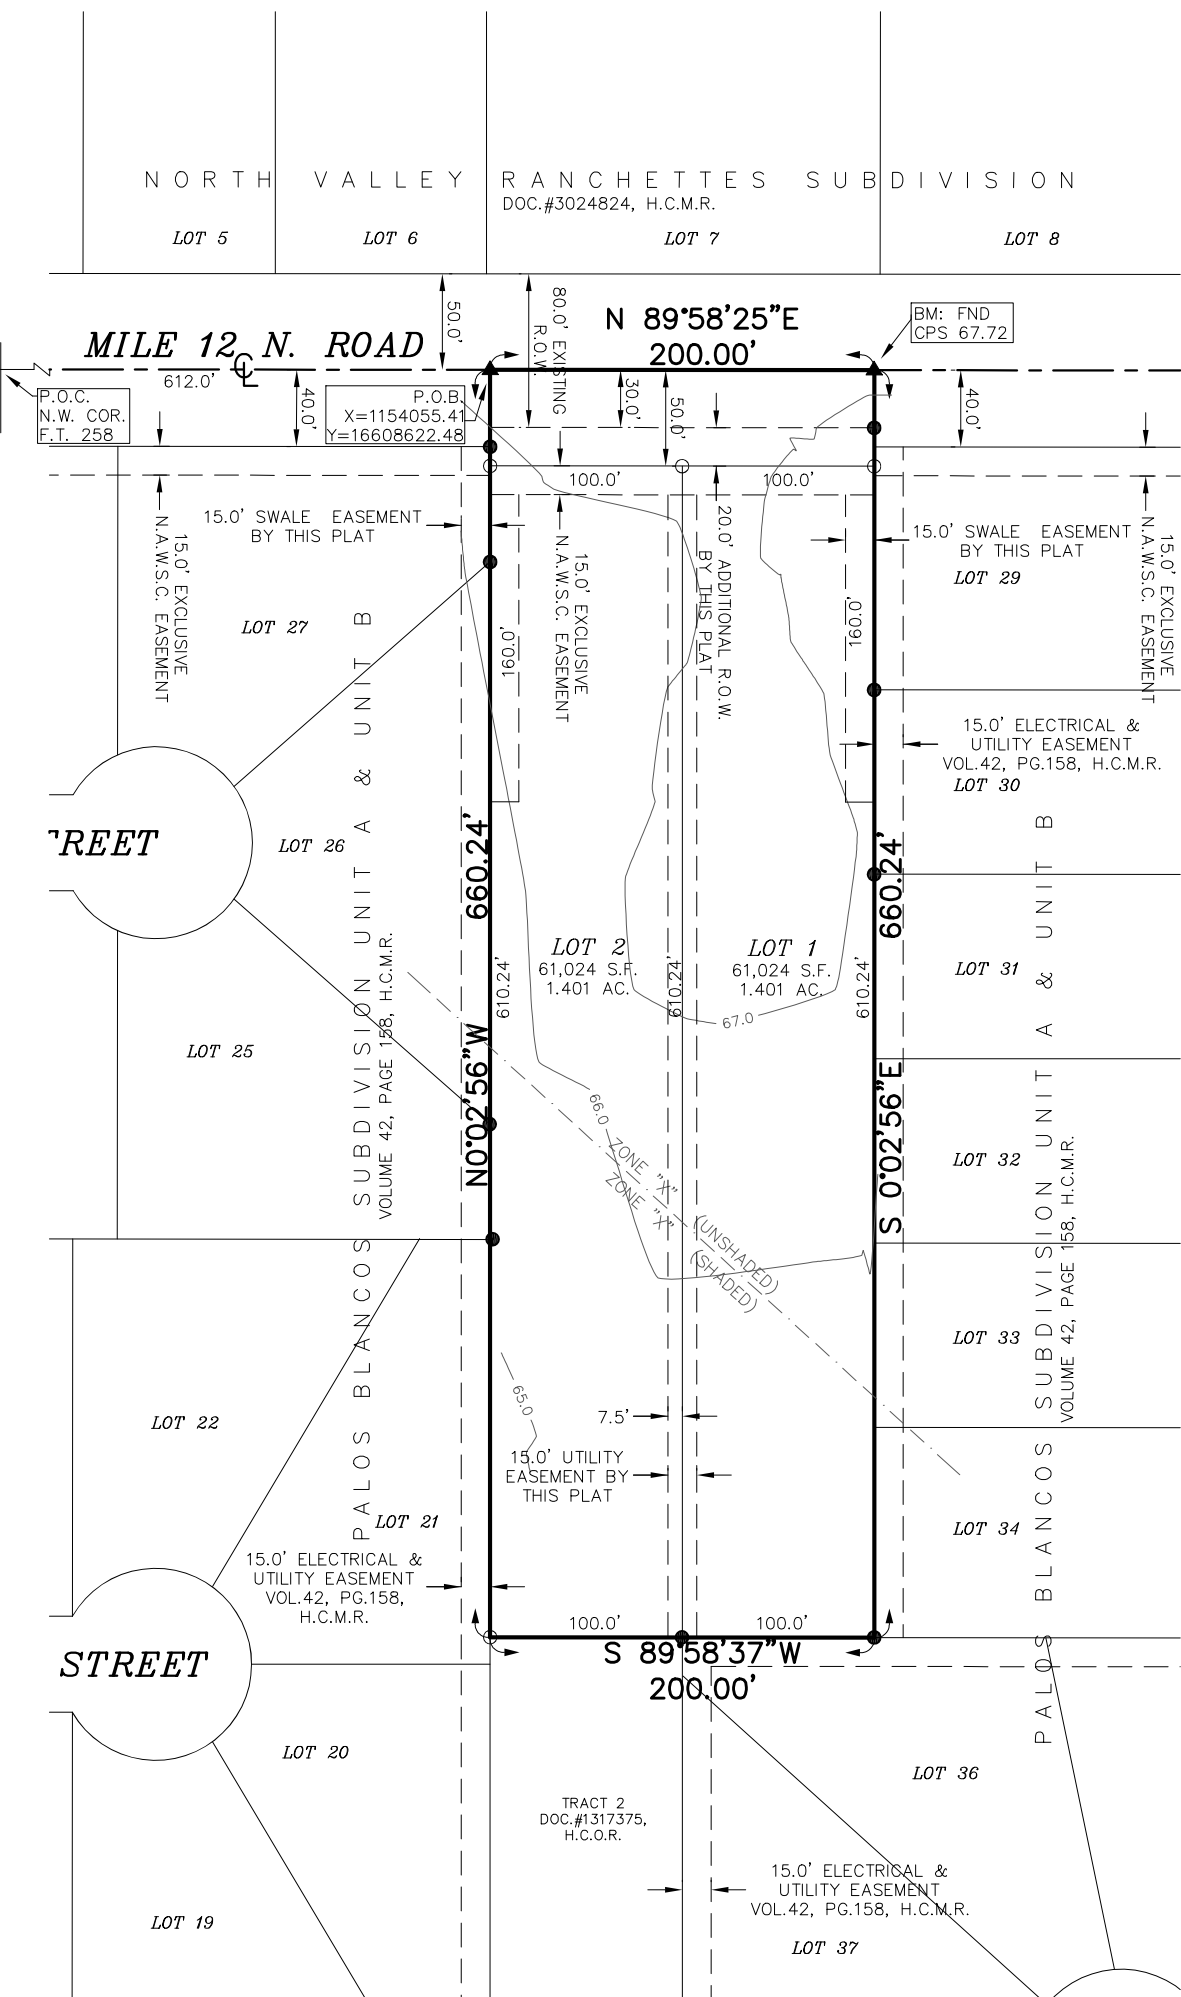 NORTH VALLEY RANCHETTES SUBDIVISION
DOC.#3024824, H.C.M.R.
LOT 5
LOT 6
LOT 7
LOT 8
50.0'
80.0' EXISTING
R.O.W.
N 89°58'25"E
200.00'
BM: FND
CPS 67.72
MILE 12 N. ROAD
℄
612.0'
P.O.C.
N.W. COR.
F.T. 258
40.0'
P.O.B.
X=1154055.41
Y=16608622.48
30.0'
50.0'
40.0'
100.0'
100.0'
15.0' SWALE EASEMENT
BY THIS PLAT
15.0' EXCLUSIVE
N.A.W.S.C. EASEMENT
15.0' EXCLUSIVE
N.A.W.S.C. EASEMENT
20.0' ADDITIONAL R.O.W.
BY THIS PLAT
15.0' SWALE EASEMENT
BY THIS PLAT
15.0' EXCLUSIVE
N.A.W.S.C. EASEMENT
LOT 29
LOT 27
160.0'
160.0'
15.0' ELECTRICAL &
UTILITY EASEMENT
VOL.42, PG.158, H.C.M.R.
LOT 30
TREET
LOT 26
660.24'
660.24'
LOT 2
61,024 S.F.
1.401 AC.
LOT 1
61,024 S.F.
1.401 AC.
610.24'
610.24'
610.24'
67.0
LOT 31
LOT 25
N0°02'56"W
S 0°02'56"E
PALOS BLANCOS SUBDIVISION UNIT A & UNIT B
VOLUME 42, PAGE 158, H.C.M.R.
PALOS BLANCOS SUBDIVISION UNIT A & UNIT B
VOLUME 42, PAGE 158, H.C.M.R.
66.0
ZONE "X" (UNSHADED)
ZONE "X" (SHADED)
LOT 32
LOT 33
65.0
7.5'
LOT 22
15.0' UTILITY
EASEMENT BY
THIS PLAT
LOT 21
LOT 34
15.0' ELECTRICAL &
UTILITY EASEMENT
VOL.42, PG.158,
H.C.M.R.
100.0'
100.0'
S 89°58'37"W
200.00'
STREET
LOT 20
LOT 36
TRACT 2
DOC.#1317375,
H.C.O.R.
15.0' ELECTRICAL &
UTILITY EASEMENT
VOL.42, PG.158, H.C.M.R.
LOT 19
LOT 37